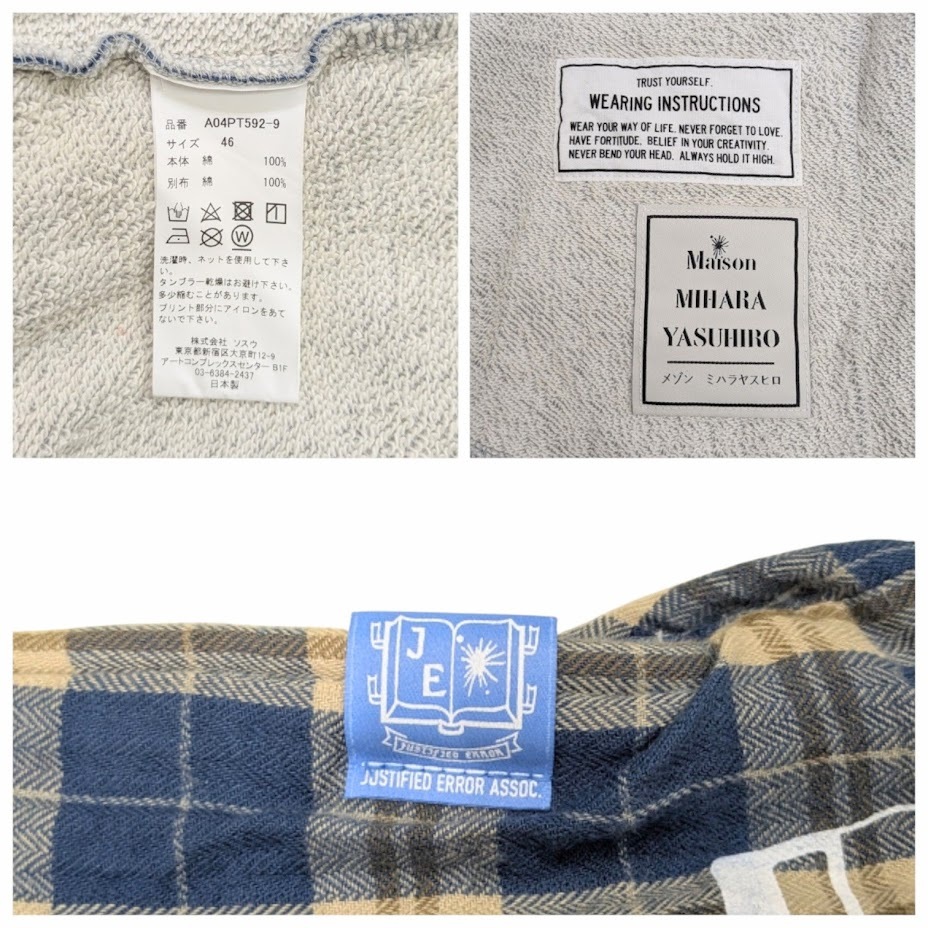 品番 A04PT592-9
サイズ 46
本体 綿 100%
別布 綿 100%
W
洗濯時、ネットを使用して下さ
い。
タンブラー乾燥はお避け下さい。
多少縮むことがあります。
プリント部分にアイロンをあて
ないで下さい。
株式会社 ソスウ
東京都新宿区大京町12-9
アートコンプレックスセンター B1F
03-6384-2437
日本製
TRUST YOURSELF.
WEARING INSTRUCTIONS
WEAR YOUR WAY OF LIFE. NEVER FORGET TO LOVE.
HAVE FORTITUDE. BELIEF IN YOUR CREATIVITY.
NEVER BEND YOUR HEAD. ALWAYS HOLD IT HIGH.
Maison
MIHARA
YASUHIRO
メゾン ミハラヤスヒロ
J
E
JUSTIFIED ERROR
JJSTIFIED ERROR ASSOC.